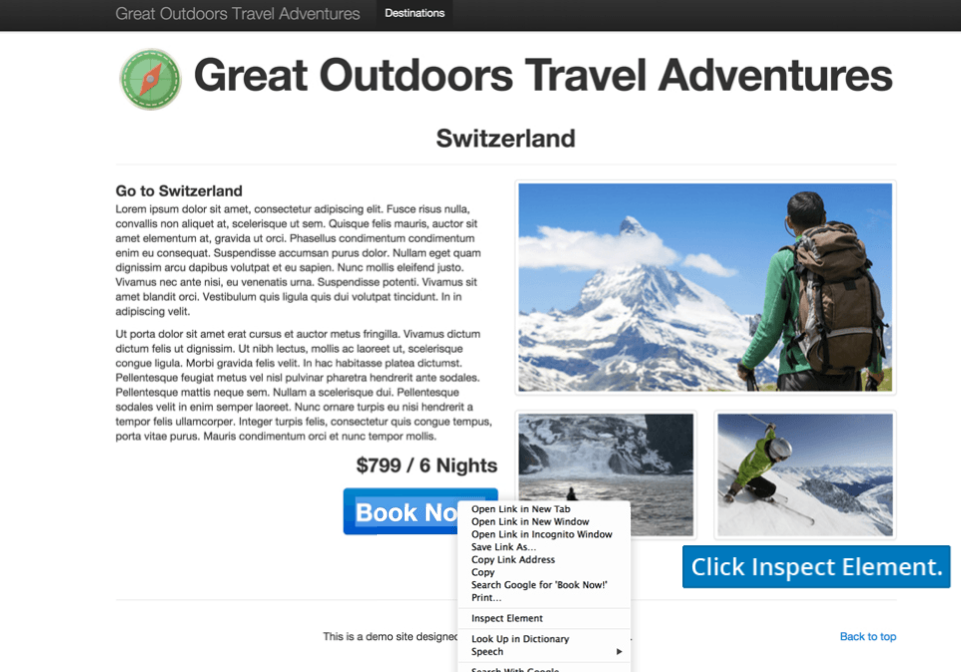 Great Outdoors Travel Adventures Destinations
Great Outdoors Travel Adventures
Switzerland
Go to Switzerland
Lorem ipsum dolor sit amet, consectetur adipiscing elit. Fusce risus nulla,
convallis non aliquet at, scelerisque ut sem. Quisque felis mauris, auctor sit
amet elementum at, gravida ut orci. Phasellus condimentum condimentum
enim eu consequat. Suspendisse accumsan purus dolor. Nullam eget quam
dignissim arcu dapibus volutpat et eu sapien. Nunc mollis eleifend justo.
Vivamus nec ante nisi, eu venenatis urna. Suspendisse potenti. Vivamus sit
amet blandit orci. Vestibulum quis ligula quis dui volutpat tincidunt. In in
adipiscing velit.
Ut porta dolor sit amet erat cursus et auctor metus fringilla. Vivamus dictum
dictum felis ut dignissim. Ut nibh lectus, mollis ac laoreet ut, scelerisque
congue ligula. Morbi gravida felis velit. In hac habitasse platea dictumst.
Pellentesque feugiat metus vel nisl pulvinar pharetra hendrerit ante sodales.
Pellentesque mattis neque sem. Nullam a scelerisque dui. Pellentesque
sodales velit in enim semper laoreet. Nunc ornare turpis eu nisi hendrerit a
tempor felis ullamcorper. Integer turpis felis, consectetur quis congue tempus,
porta vitae purus. Mauris condimentum orci et nunc tempor mollis.
$799 / 6 Nights
Book No
Open Link in New Tab
Open Link in New Window
Open Link in Incognito Window
Save Link As...
Copy Link Address
Copy
Search Google for 'Book Now!'
Print...
Inspect Element
Look Up in Dictionary
Speech
Search With Google
Click Inspect Element.
This is a demo site designed
Back to top